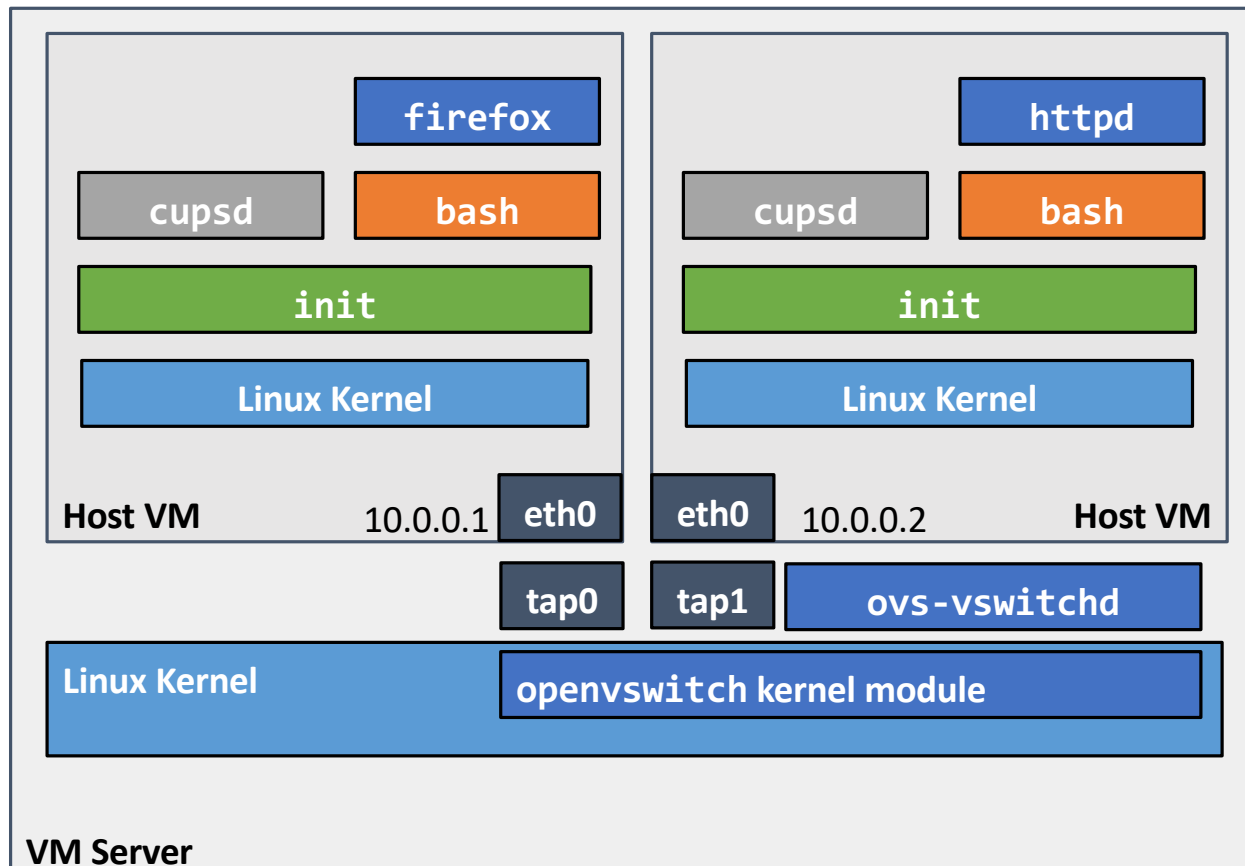 firefox
httpd
cupsd
bash
cupsd
bash
init
init
Linux Kernel
Linux Kernel
Host VM
10.0.0.1
eth0
eth0
10.0.0.2
Host VM
tap0
tap1
ovs-vswitchd
Linux Kernel
openvswitch kernel module
VM Server